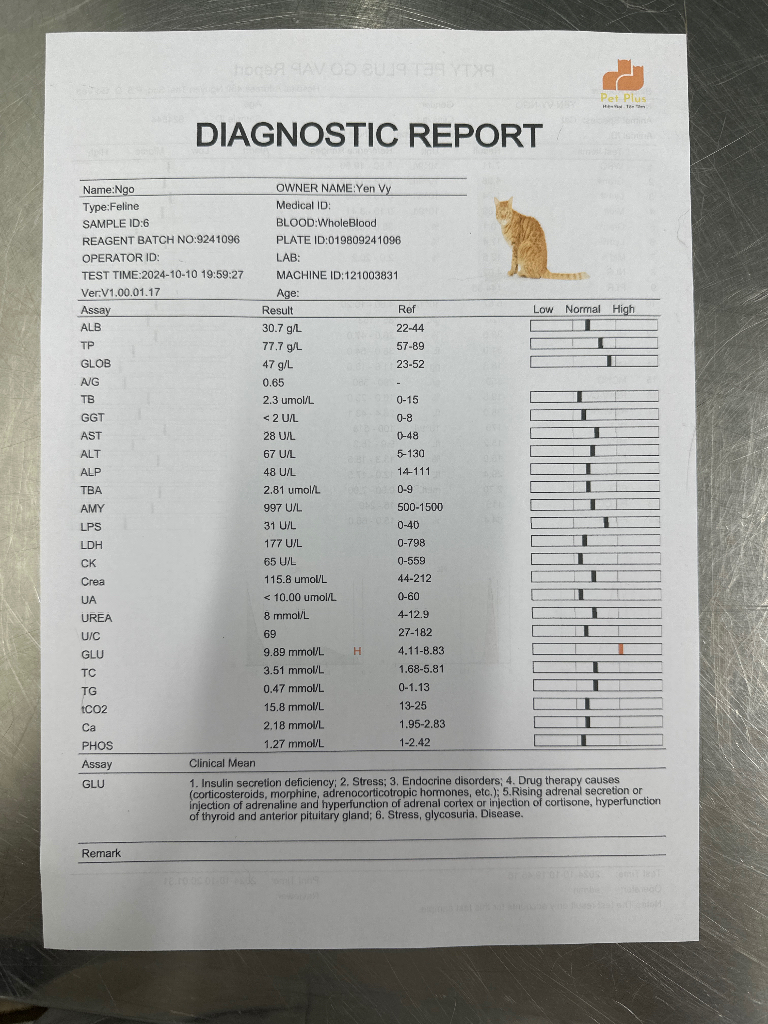 Pet Plus
DIAGNOSTIC REPORT
Name:Ngo OWNER NAME:Yen Vy
Type:Feline Medical ID:
SAMPLE ID:6 BLOOD:WholeBlood
REAGENT BATCH NO:9241096 PLATE ID:019809241096
OPERATOR ID: LAB:
TEST TIME:2024-10-10 19:59:27 MACHINE ID:121003831
Ver:V1.00.01.17 Age:
Assay Result Ref Low Normal High
ALB 30.7 g/L 22-44
TP 77.7 g/L 57-89
GLOB 47 g/L 23-52
A/G 0.65 -
TB 2.3 umol/L 0-15
GGT < 2 U/L 0-8
AST 28 U/L 0-48
ALT 67 U/L 5-130
ALP 48 U/L 14-111
TBA 2.81 umol/L 0-9
AMY 997 U/L 500-1500
LPS 31 U/L 0-40
LDH 177 U/L 0-798
CK 65 U/L 0-559
Crea 115.8 umol/L 44-212
UA < 10.00 umol/L 0-60
UREA 8 mmol/L 4-12.9
U/C 69 27-182
GLU 9.89 mmol/L H 4.11-8.83
TC 3.51 mmol/L 1.68-5.81
TG 0.47 mmol/L 0-1.13
tCO2 15.8 mmol/L 13-25
Ca 2.18 mmol/L 1.95-2.83
PHOS 1.27 mmol/L 1-2.42
Assay Clinical Mean
GLU 1. Insulin secretion deficiency; 2. Stress; 3. Endocrine disorders; 4. Drug therapy causes
(corticosteroids, morphine, adrenocorticotropic hormones, etc.); 5.Rising adrenal secretion or
injection of adrenaline and hyperfunction of adrenal cortex or injection of cortisone, hyperfunction
of thyroid and anterior pituitary gland; 6. Stress, glycosuria. Disease.
Remark